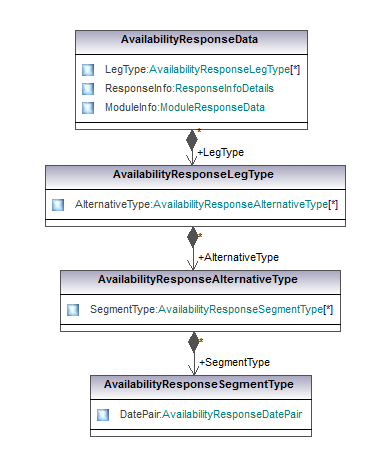 AvailabilityResponseData
LegType:AvailabilityResponseLegType[*]
ResponseInfo:ResponseInfoDetails
ModuleInfo:ModuleResponseData
*
+LegType
AvailabilityResponseLegType
AlternativeType:AvailabilityResponseAlternativeType[*]
*
+AlternativeType
AvailabilityResponseAlternativeType
SegmentType:AvailabilityResponseSegmentType[*]
*
+SegmentType
AvailabilityResponseSegmentType
DatePair:AvailabilityResponseDatePair